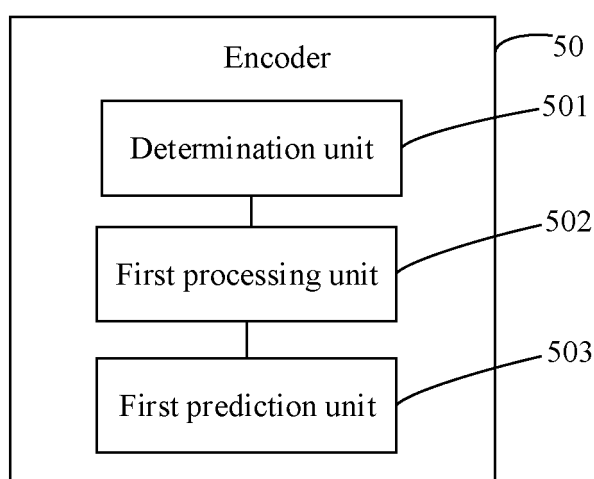 Encoder
50
Determination unit
501
First processing unit
502
First prediction unit
503